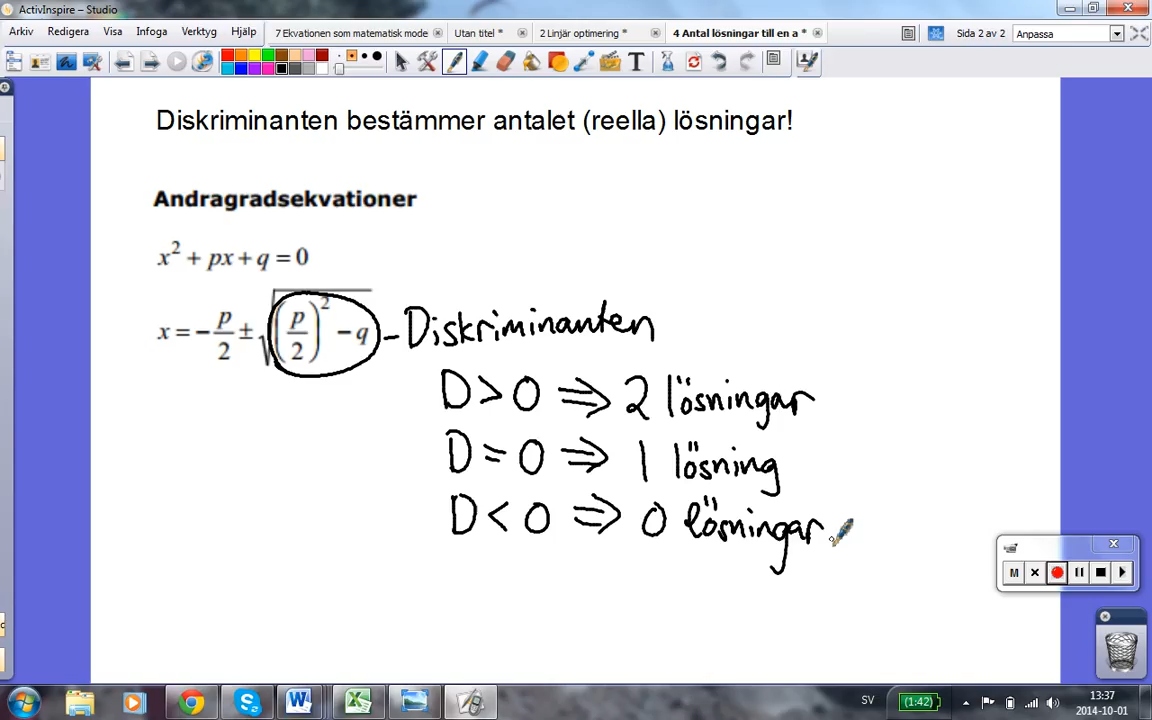 ActivInspire – Studio
Arkiv Redigera Visa Infoga Verktyg Hjälp
7 Ekvationen som matematisk mode
Utan titel *
2 Linjär optimering *
4 Antal lösningar till en a *
Sida 2 av 2
Anpassa
Diskriminanten bestämmer antalet (reella) lösningar!
Andragradsekvationer
x² + px + q = 0
x = −p/2 ± √((p/2)² − q) – Diskriminanten
D > 0 ⇒ 2 lösningar
D = 0 ⇒ 1 lösning
D < 0 ⇒ 0 lösningar
M
SV
(1:42)
13:37
2014-10-01